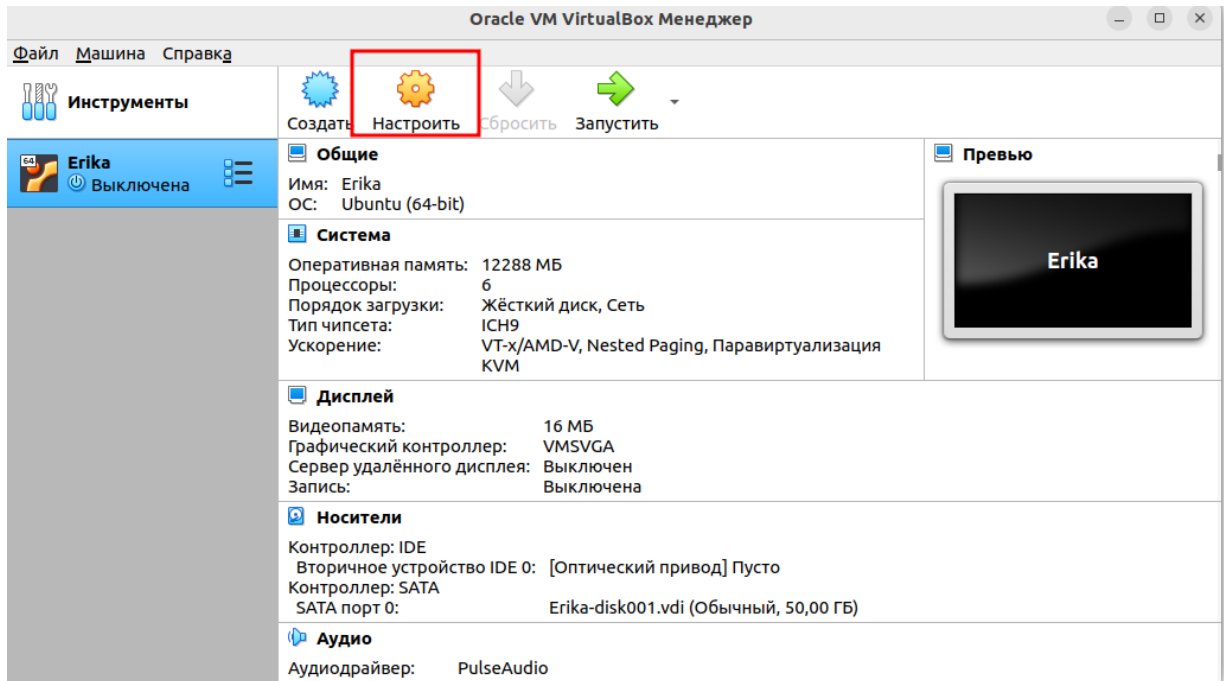 Oracle VM VirtualBox Менеджер
Файл Машина Справка
Инструменты
Создать Настроить Сбросить Запустить
64
Erika
Выключена
Общие
Имя: Erika
ОС: Ubuntu (64-bit)
Превью
Erika
Система
Оперативная память: 12288 МБ
Процессоры: 6
Порядок загрузки: Жёсткий диск, Сеть
Тип чипсета: ICH9
Ускорение: VT-x/AMD-V, Nested Paging, Паравиртуализация
KVM
Дисплей
Видеопамять: 16 МБ
Графический контроллер: VMSVGA
Сервер удалённого дисплея: Выключен
Запись: Выключена
Носители
Контроллер: IDE
Вторичное устройство IDE 0: [Оптический привод] Пусто
Контроллер: SATA
SATA порт 0: Erika-disk001.vdi (Обычный, 50,00 ГБ)
Аудио
Аудиодрайвер: PulseAudio